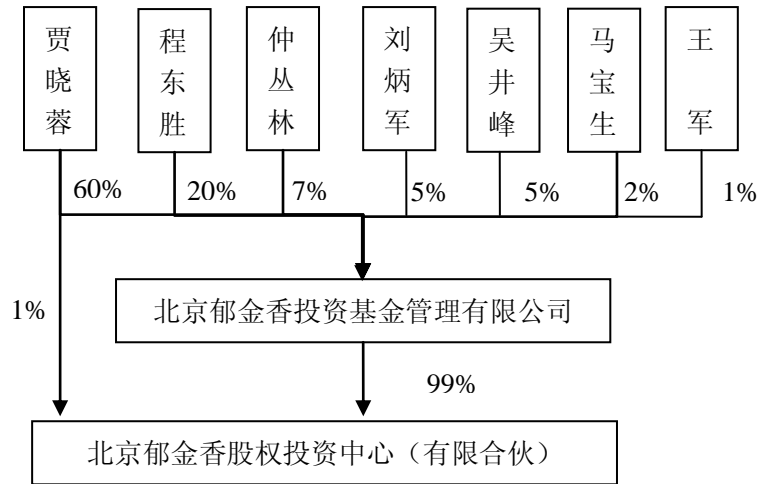 贾晓蓉
程东胜
仲丛林
刘炳军
吴井峰
马宝生
王军
60%
20%
7%
5%
5%
2%
1%
1%
北京郁金香投资基金管理有限公司
99%
北京郁金香股权投资中心（有限合伙）